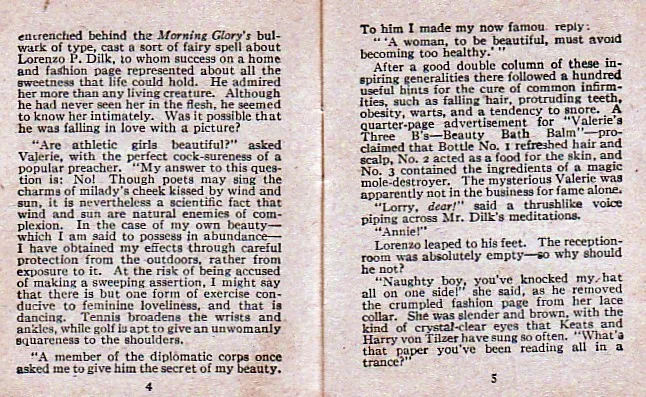 entrenched behind the Morning Glory's bul-
wark of type, cast a sort of fairy spell about
Lorenzo P. Dilk, to whom success on a home
and fashion page represented about all the
sweetness that life could hold. He admired
her more than any living creature. Although
he had never seen her in the flesh, he seemed
to know her intimately. Was it possible that
he was falling in love with a picture?
"Are athletic girls beautiful?" asked
Valerie, with the perfect cock-sureness of a
popular preacher. "My answer to this ques-
tion is: No! Though poets may sing the
charms of milady's cheek kissed by wind and
sun, it is nevertheless a scientific fact that
wind and sun are natural enemies of com-
plexion. In the case of my own beauty—
which I am said to possess in abundance—
I have obtained my effects through careful
protection from the outdoors, rather from
exposure to it. At the risk of being accused
of making a sweeping assertion, I might say
that there is but one form of exercise con-
ducive to feminine loveliness, and that is
dancing. Tennis broadens the wrists and
ankles, while golf is apt to give an unwomanly
squareness to the shoulders.
"A member of the diplomatic corps once
asked me to give him the secret of my beauty.
4
To him I made my now famou. reply:
"'A woman, to be beautiful, must avoid
becoming too healthy.'"
After a good double column of these in-
spiring generalities there followed a hundred
useful hints for the cure of common infirm-
ities, such as falling hair, protruding teeth,
obesity, warts, and a tendency to snore. A
quarter-page advertisement for "Valerie's
Three B's—Beauty Bath Balm"—pro-
claimed that Bottle No. 1 refreshed hair and
scalp, No. 2 acted as a food for the skin, and
No. 3 contained the ingredients of a magic
mole-destroyer. The mysterious Valerie was
apparently not in the business for fame alone.
"Lorry, dear!" said a thrushlike voice
piping across Mr. Dilk's meditations.
"Annie!"
Lorenzo leaped to his feet. The reception-
room was absolutely empty—so why should
he not?
"Naughty boy, you've knocked my hat
all on one side!" she said, as he removed
the crumpled fashion page from her lace
collar. She was slender and brown, with the
kind of crystal-clear eyes that Keats and
Harry von Tilzer have sung so often. "What's
that paper you've been reading all in a
trance?"
5